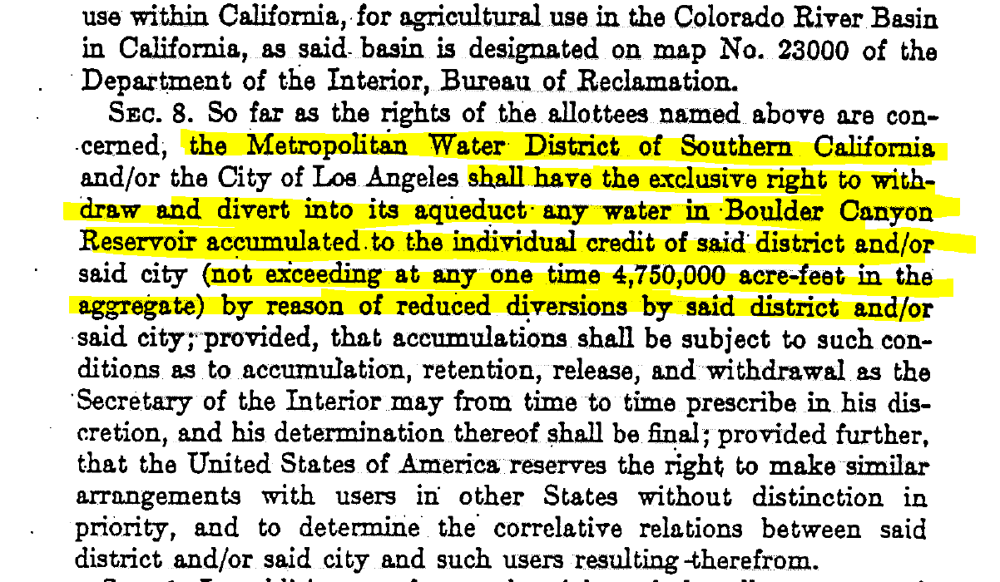 use within California, for agricultural use in the Colorado River Basin
in California, as said basin is designated on map No. 23000 of the
Department of the Interior, Bureau of Reclamation.
SEC. 8. So far as the rights of the allottees named above are con-
cerned, the Metropolitan Water District of Southern California
and/or the City of Los Angeles shall have the exclusive right to with-
draw and divert into its aqueduct any water in Boulder Canyon
Reservoir accumulated to the individual credit of said district and/or
said city (not exceeding at any one time 4,750,000 acre-feet in the
aggregate) by reason of reduced diversions by said district and/or
said city; provided, that accumulations shall be subject to such con-
ditions as to accumulation, retention, release, and withdrawal as the
Secretary of the Interior may from time to time prescribe in his dis-
cretion, and his determination thereof shall be final; provided further,
that the United States of America reserves the right to make similar
arrangements with users in other States without distinction in
priority, and to determine the correlative relations between said
district and/or said city and such users resulting therefrom.